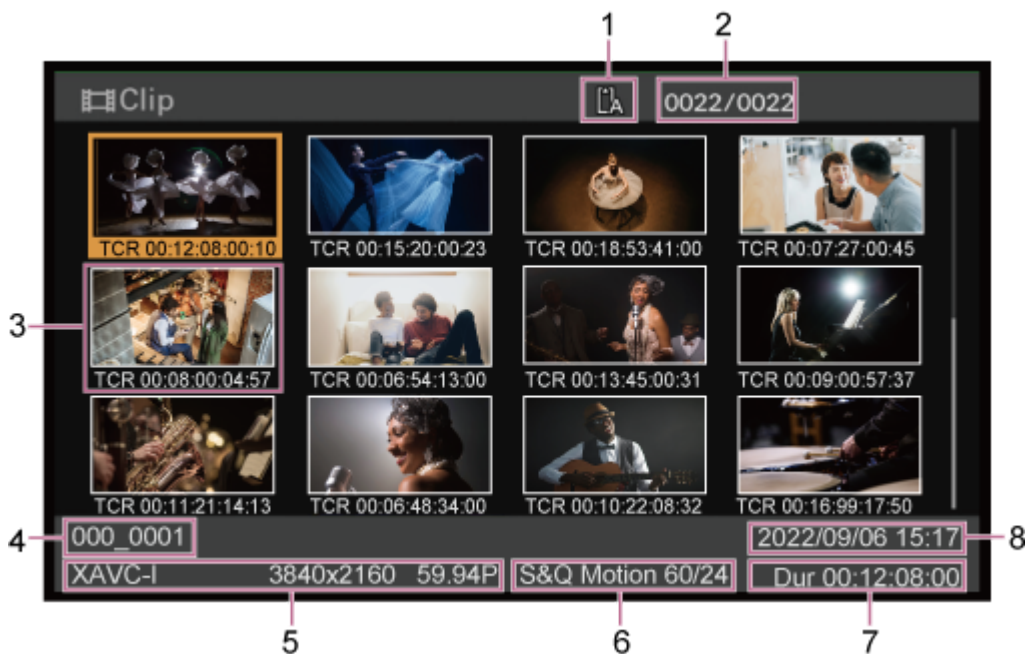 1 2
Clip A 0022/0022
TCR 00:12:08:00:10 TCR 00:15:20:00:23 TCR 00:18:53:41:00 TCR 00:07:27:00:45
3
TCR 00:08:00:04:57 TCR 00:06:54:13:00 TCR 00:13:45:00:31 TCR 00:09:00:57:37
TCR 00:11:21:14:13 TCR 00:06:48:34:00 TCR 00:10:22:08:32 TCR 00:16:99:17:50
4 000_0001 2022/09/06 15:17 8
XAVC-I 3840x2160 59.94P S&Q Motion 60/24 Dur 00:12:08:00
5 6 7